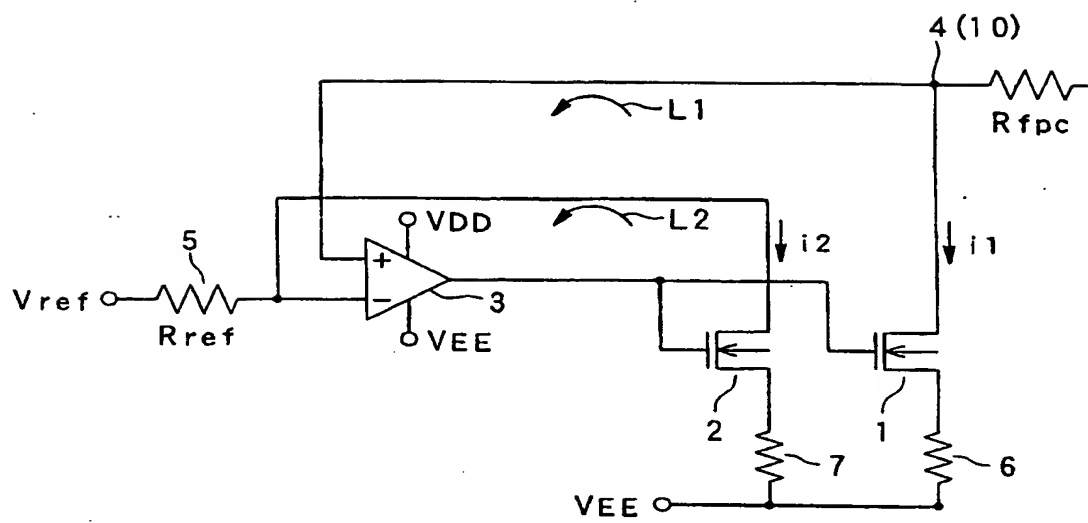 4(10)
L1
Rfpc
L2
VDD
i2
i1
5
Vref
+
−
3
Rref
VEE
2
1
7
6
VEE